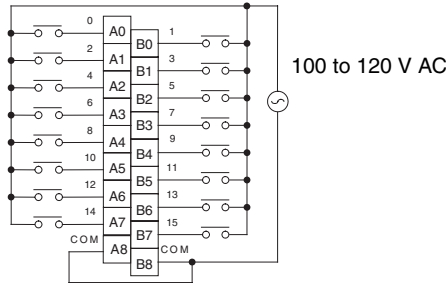 0 A0
B0 1
2 A1
B1 3
4 A2
B2 5
6 A3
B3 7
8 A4
B4 9
10 A5
B5 11
12 A6
B6 13
14 A7
B7 15
COM A8
B8 COM
100 to 120 V AC